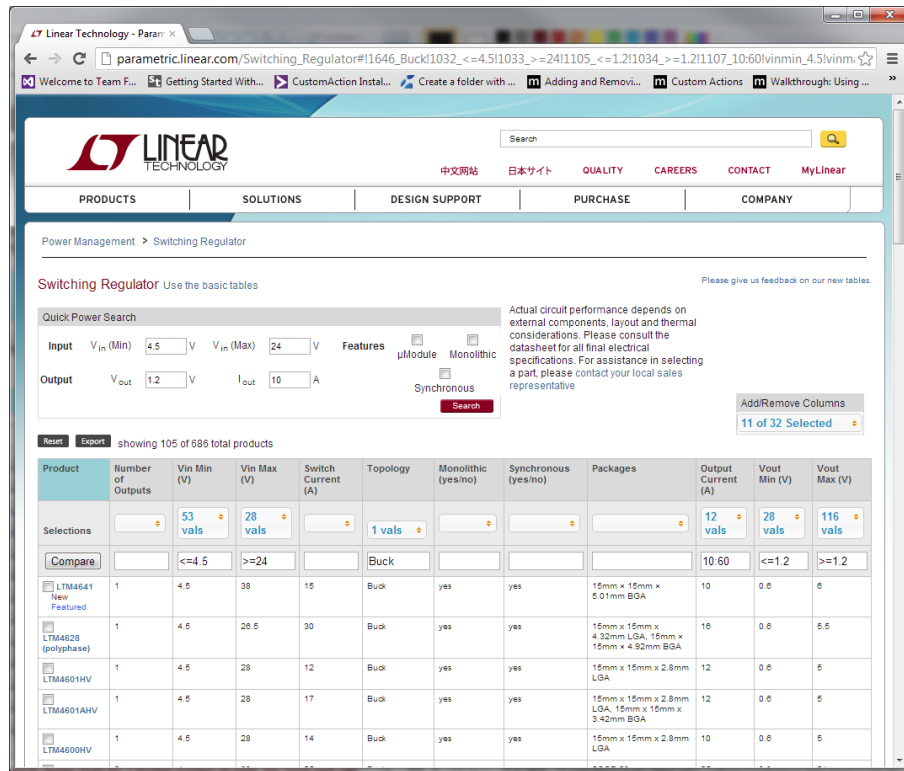 Linear Technology - Param
parametric.linear.com/Switching_Regulator#!1646_Buck!1032_<=4.5!1033_>=24!1105_<=1.2!1034_>=1.2!1107_10:60!vinmin_4.5!vinm
Welcome to Team F... Getting Started With... CustomAction Instal... Create a folder with ... Adding and Removi... Custom Actions Walkthrough: Using ... »
LINEAR
TECHNOLOGY
Search
中文网站 日本サイト QUALITY CAREERS CONTACT MyLinear
PRODUCTS SOLUTIONS DESIGN SUPPORT PURCHASE COMPANY
Power Management > Switching Regulator
Switching Regulator Use the basic tables
Please give us feedback on our new tables.
Quick Power Search
Input Vin (Min) 4.5 V Vin (Max) 24 V Features µModule Monolithic
Output Vout 1.2 V Iout 10 A Synchronous
Search
Actual circuit performance depends on
external components, layout and thermal
considerations. Please consult the
datasheet for all final electrical
specifications. For assistance in selecting
a part, please contact your local sales
representative
Add/Remove Columns
11 of 32 Selected
Reset Export showing 105 of 686 total products
Product Number of Outputs Vin Min (V) Vin Max (V) Switch Current (A) Topology Monolithic (yes/no) Synchronous (yes/no) Packages Output Current (A) Vout Min (V) Vout Max (V)
Selections 53 vals 28 vals 1 vals 12 vals 28 vals 116 vals
Compare <=4.5 >=24 Buck 10:60 <=1.2 >=1.2
LTM4641 New Featured 1 4.5 38 15 Buck yes yes 15mm × 15mm × 5.01mm BGA 10 0.6 6
LTM4628 (polyphase) 1 4.5 26.5 30 Buck yes yes 15mm x 15mm x 4.32mm LGA, 15mm × 15mm × 4.92mm BGA 16 0.6 5.5
LTM4601HV 1 4.5 28 12 Buck yes yes 15mm x 15mm x 2.8mm LGA 12 0.6 5
LTM4601AHV 1 4.5 28 17 Buck yes yes 15mm x 15mm x 2.8mm LGA, 15mm x 15mm x 3.42mm BGA 12 0.6 5
LTM4600HV 1 4.5 28 14 Buck yes yes 15mm x 15mm x 2.8mm LGA 10 0.6 5